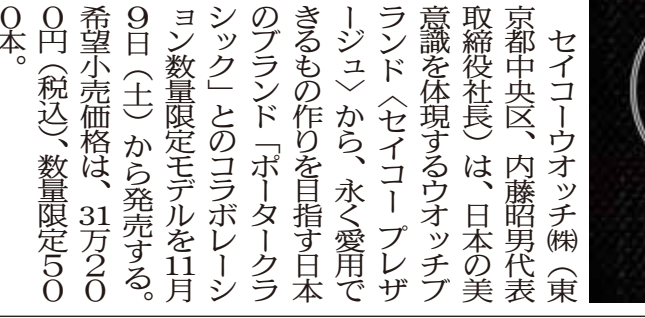 セイコーウオッチ㈱（東
京都中央区、内藤昭男代表
取締役社長）は、日本の美
意識を体現するウオッチブ
ランド〈セイコー プレザ
ージュ〉から、永く愛用で
きるもの作りを目指す日本
のブランド「ポータークラ
シック」とのコラボレーシ
ョン数量限定モデルを11月
９日（土）から発売する。
希望小売価格は、31万２０
０円（税込）、数量限定５０
０本。